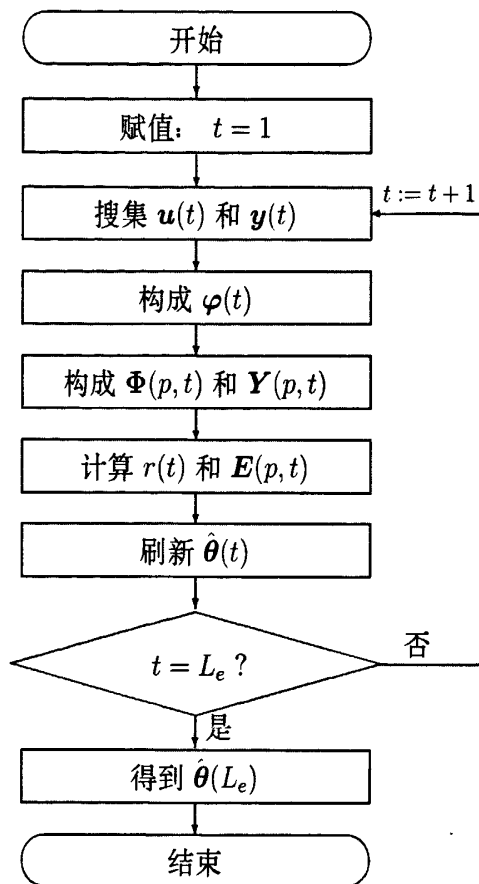 开始
赋值： t = 1
搜集 u(t) 和 y(t)
t := t + 1
构成 φ(t)
构成 Φ(p, t) 和 Y(p, t)
计算 r(t) 和 E(p, t)
刷新 θ̂(t)
t = Lₑ ?
否
是
得到 θ̂(Lₑ)
结束